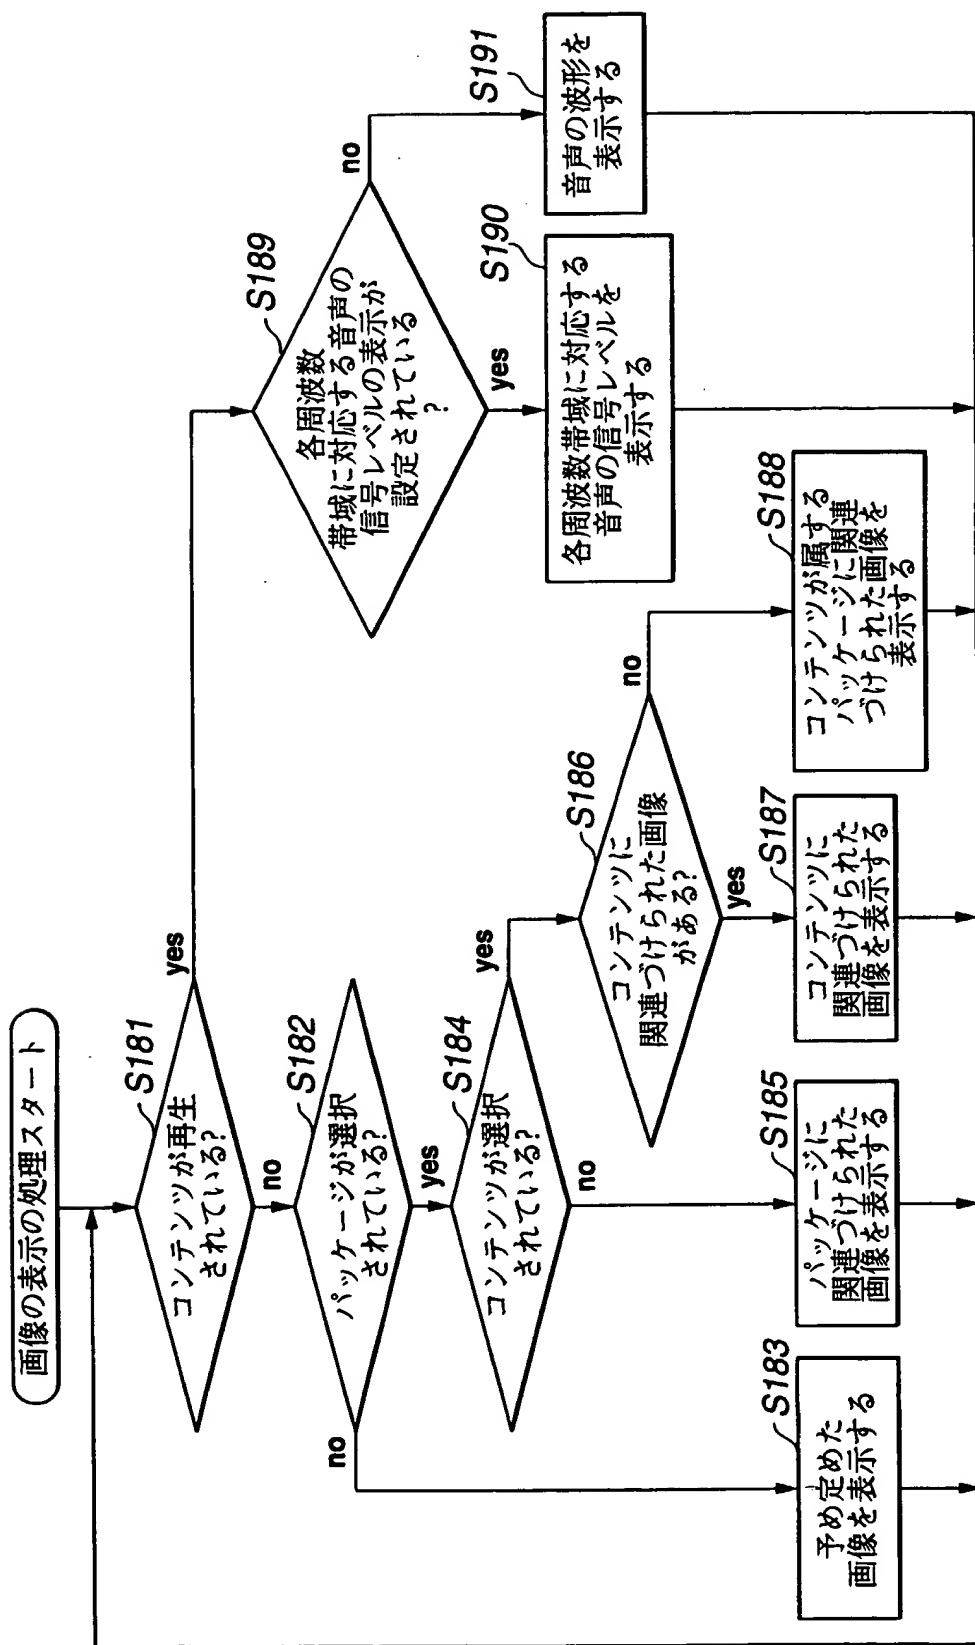 画像の表示の処理スタート
S181
コンテンツが再生
されている?
yes
no
S182
パッケージが選択
されている?
no
yes
S184
コンテンツが選択
されている?
yes
no
S183
予め定めた
画像を表示する
S185
パッケージに
関連づけられた
画像を表示する
S186
コンテンツに
関連づけられた画像
がある?
no
yes
S187
コンテンツに
関連づけられた
画像を表示する
S188
コンテンツが属する
パッケージに関連
づけられた画像を
表示する
S189
各周波数
帯域に対応する音声の
信号レベルの表示が
設定されている
?
no
yes
S190
各周波数帯域に対応する
音声の信号レベルを
表示する
S191
音声の波形を
表示する